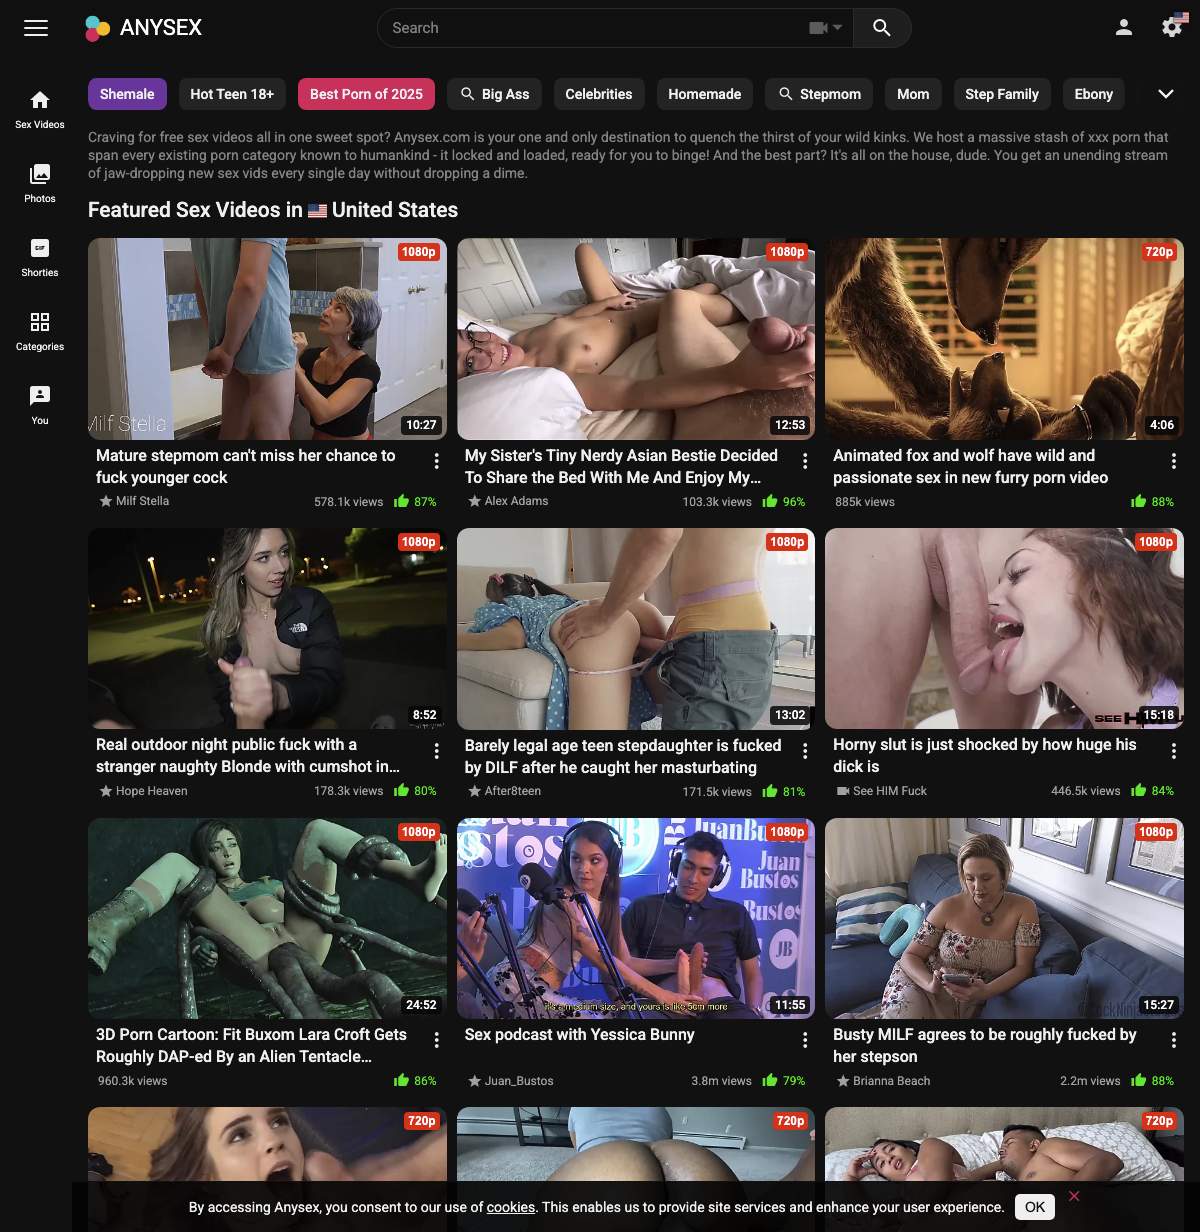 ANYSEX
Search
Sex Videos
Photos
GIF
Shorties
Categories
You
Shemale
Hot Teen 18+
Best Porn of 2025
Big Ass
Celebrities
Homemade
Stepmom
Mom
Step Family
Ebony
Craving for free sex videos all in one sweet spot? Anysex.com is your one and only destination to quench the thirst of your wild kinks. We host a massive stash of xxx porn that
span every existing porn category known to humankind - it locked and loaded, ready for you to binge! And the best part? It's all on the house, dude. You get an unending stream
of jaw-dropping new sex vids every single day without dropping a dime.
Featured Sex Videos in United States
1080p
Milf Stella
10:27
Mature stepmom can't miss her chance to
fuck younger cock
Milf Stella
578.1k views
87%
1080p
12:53
My Sister's Tiny Nerdy Asian Bestie Decided
To Share the Bed With Me And Enjoy My...
Alex Adams
103.3k views
96%
720p
4:06
Animated fox and wolf have wild and
passionate sex in new furry porn video
885k views
88%
1080p
8:52
Real outdoor night public fuck with a
stranger naughty Blonde with cumshot in...
Hope Heaven
178.3k views
80%
1080p
13:02
Barely legal age teen stepdaughter is fucked
by DILF after he caught her masturbating
After8teen
171.5k views
81%
1080p
SEE H
15:18
Horny slut is just shocked by how huge his
dick is
See HIM Fuck
446.5k views
84%
1080p
24:52
3D Porn Cartoon: Fit Buxom Lara Croft Gets
Roughly DAP-ed By an Alien Tentacle...
960.3k views
86%
1080p
Juan
Bustos
JB
it's a medium size, and yours is like 5cm more
11:55
Sex podcast with Yessica Bunny
Juan_Bustos
3.8m views
79%
1080p
15:27
Busty MILF agrees to be roughly fucked by
her stepson
Brianna Beach
2.2m views
88%
720p
720p
720p
By accessing Anysex, you consent to our use of cookies. This enables us to provide site services and enhance your user experience.
OK